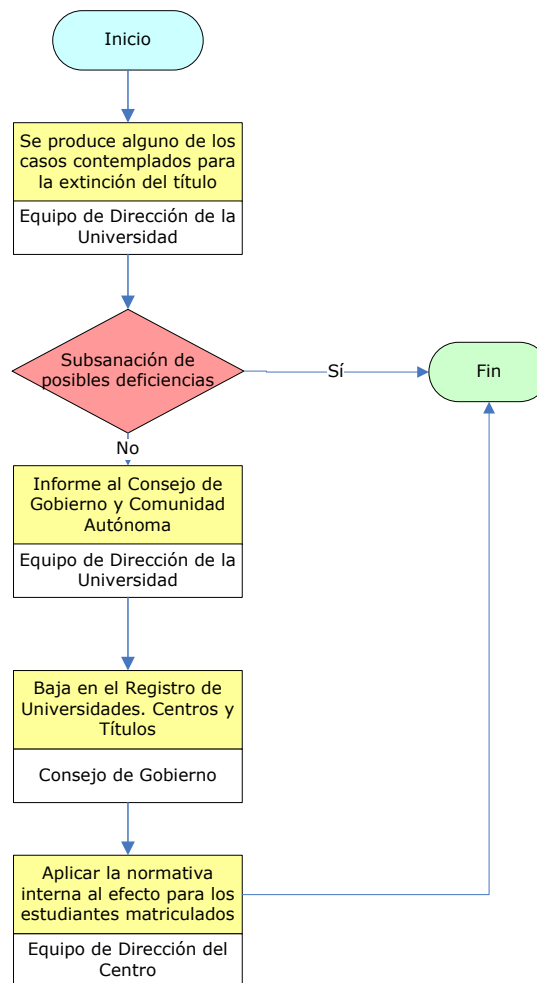 Inicio
Se produce alguno de los
casos contemplados para
la extinción del título
Equipo de Dirección de la
Universidad
Subsanación de
posibles deficiencias
Sí
Fin
No
Informe al Consejo de
Gobierno y Comunidad
Autónoma
Equipo de Dirección de la
Universidad
Baja en el Registro de
Universidades. Centros y
Títulos
Consejo de Gobierno
Aplicar la normativa
interna al efecto para los
estudiantes matriculados
Equipo de Dirección del
Centro